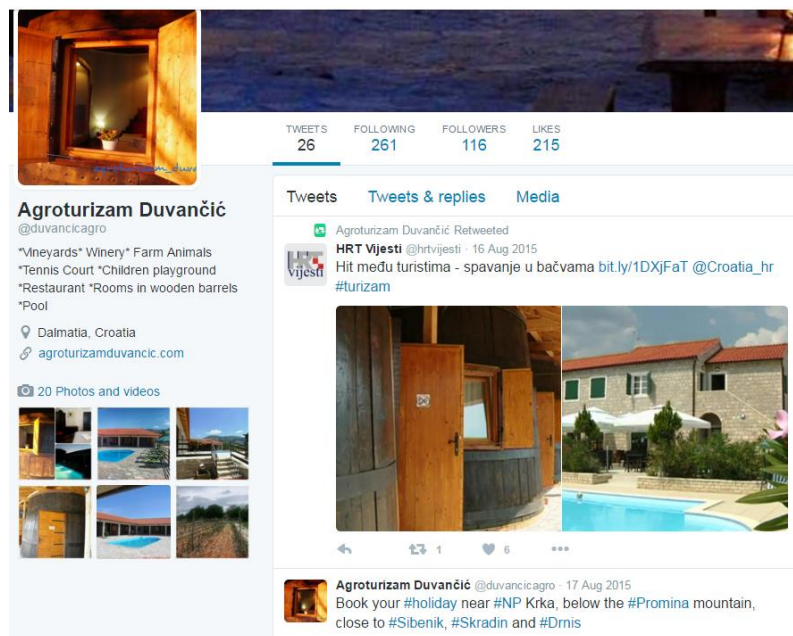 agroturizam_duva
TWEETS FOLLOWING FOLLOWERS LIKES
26 261 116 215
Agroturizam Duvančić
@duvancicagro
*Vineyards* Winery* Farm Animals
*Tennis Court *Children playground
*Restaurant *Rooms in wooden barrels
*Pool
Dalmatia, Croatia
agroturizamduvancic.com
20 Photos and videos
Tweets Tweets & replies Media
Agroturizam Duvančić Retweeted
HRT Vijesti @hrtvijesti · 16 Aug 2015
HRT
vijesti
Hit među turistima - spavanje u bačvama bit.ly/1DXjFaT @Croatia_hr
#turizam
1 6
Agroturizam Duvančić @duvancicagro · 17 Aug 2015
Book your #holiday near #NP Krka, below the #Promina mountain,
close to #Sibenik, #Skradin and #Drnis